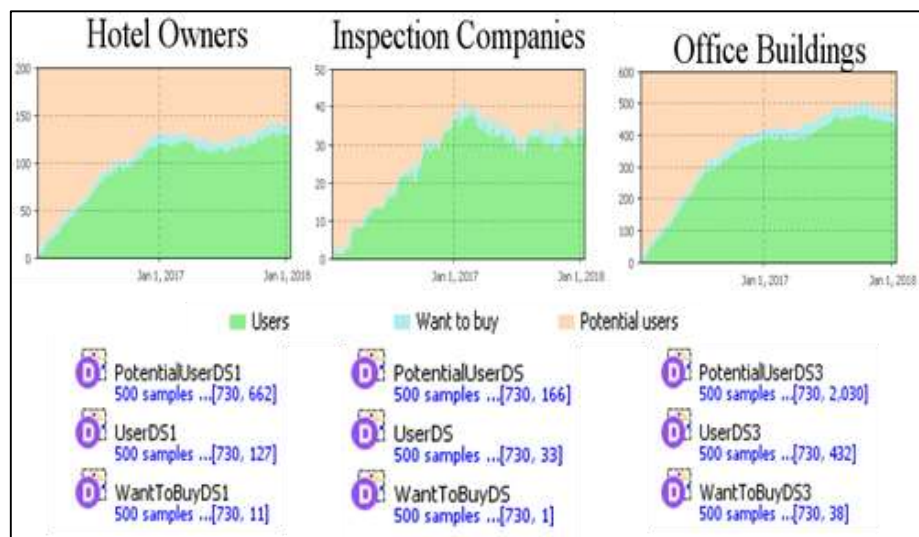 Hotel Owners
Inspection Companies
Office Buildings
200
150
100
50
0
Jan 1, 2017
Jan 1, 2018
50
40
30
20
10
0
Jan 1, 2017
Jan 1, 2018
600
500
400
300
200
100
0
Jan 1, 2017
Jan 1, 2018
Users
Want to buy
Potential users
D PotentialUserDS1
500 samples ...[730, 662]
D UserDS1
500 samples ...[730, 127]
D WantToBuyDS1
500 samples ...[730, 11]
D PotentialUserDS
500 samples ...[730, 166]
D UserDS
500 samples ...[730, 33]
D WantToBuyDS
500 samples ...[730, 1]
D PotentialUserDS3
500 samples ...[730, 2,030]
D UserDS3
500 samples ...[730, 432]
D WantToBuyDS3
500 samples ...[730, 38]